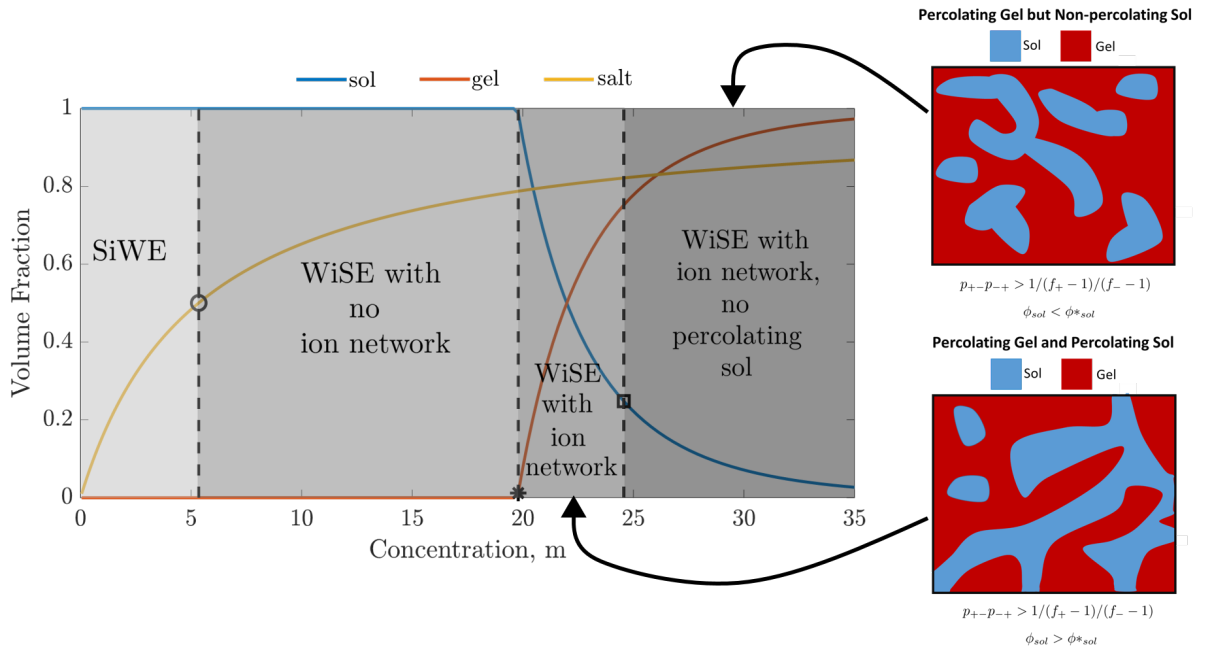 sol gel salt
Volume Fraction
1
0.8
0.6
0.4
0.2
0
SiWE
WiSE with
no
ion network
WiSE
with
ion
network
WiSE with
ion network,
no
percolating
sol
0 5 10 15 20 25 30 35
Concentration, m
Percolating Gel but Non-percolating Sol
Sol Gel
p₊₋p₋₊ > 1/(f₊ − 1)/(f₋ − 1)
ϕsol < ϕ*sol
Percolating Gel and Percolating Sol
Sol Gel
p₊₋p₋₊ > 1/(f₊ − 1)/(f₋ − 1)
ϕsol > ϕ*sol